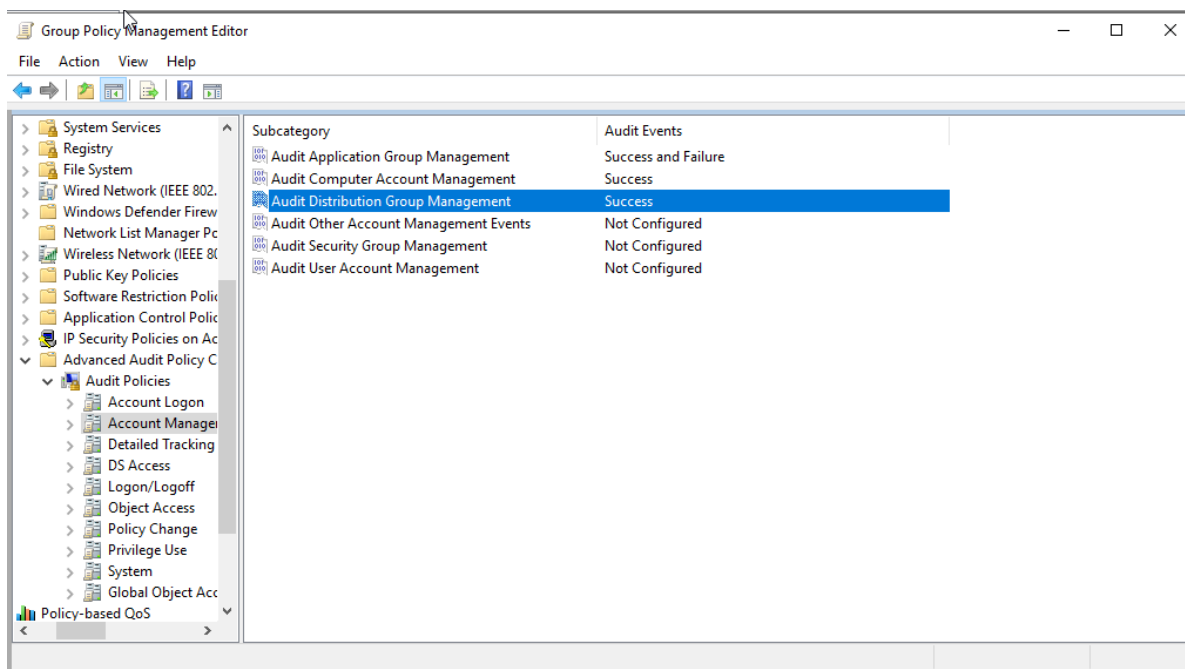 Group Policy Management Editor
File Action View Help
System Services
Registry
File System
Wired Network (IEEE 802.
Windows Defender Firew
Network List Manager Pc
Wireless Network (IEEE 80
Public Key Policies
Software Restriction Polic
Application Control Polic
IP Security Policies on Ac
Advanced Audit Policy C
Audit Policies
Account Logon
Account Manager
Detailed Tracking
DS Access
Logon/Logoff
Object Access
Policy Change
Privilege Use
System
Global Object Acc
Policy-based QoS
Subcategory Audit Events
Audit Application Group Management Success and Failure
Audit Computer Account Management Success
Audit Distribution Group Management Success
Audit Other Account Management Events Not Configured
Audit Security Group Management Not Configured
Audit User Account Management Not Configured